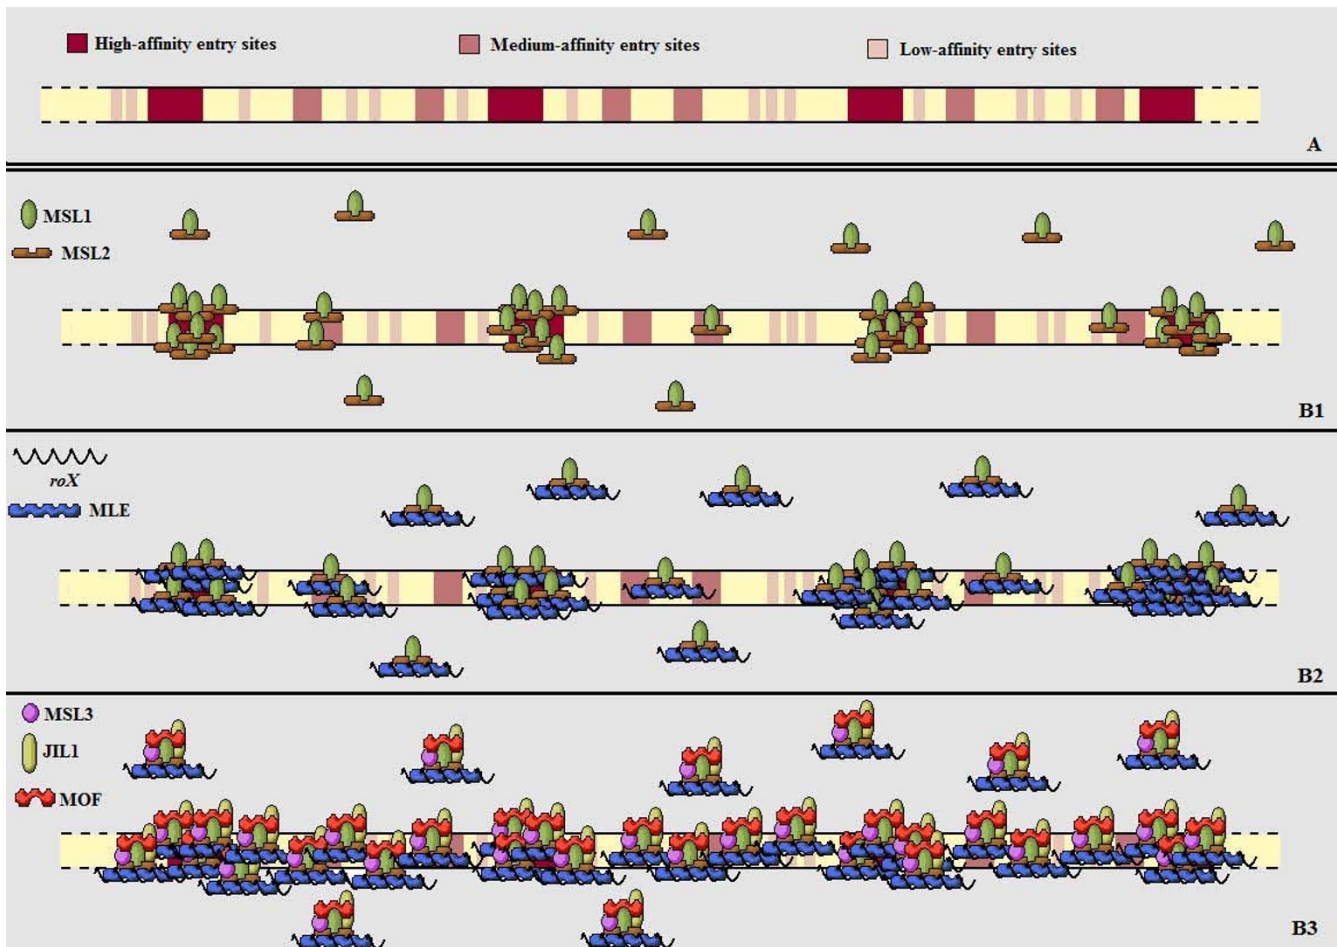 High-affinity entry sites
Medium-affinity entry sites
Low-affinity entry sites
A
MSL1
MSL2
B1
roX
MLE
B2
MSL3
JIL1
MOF
B3